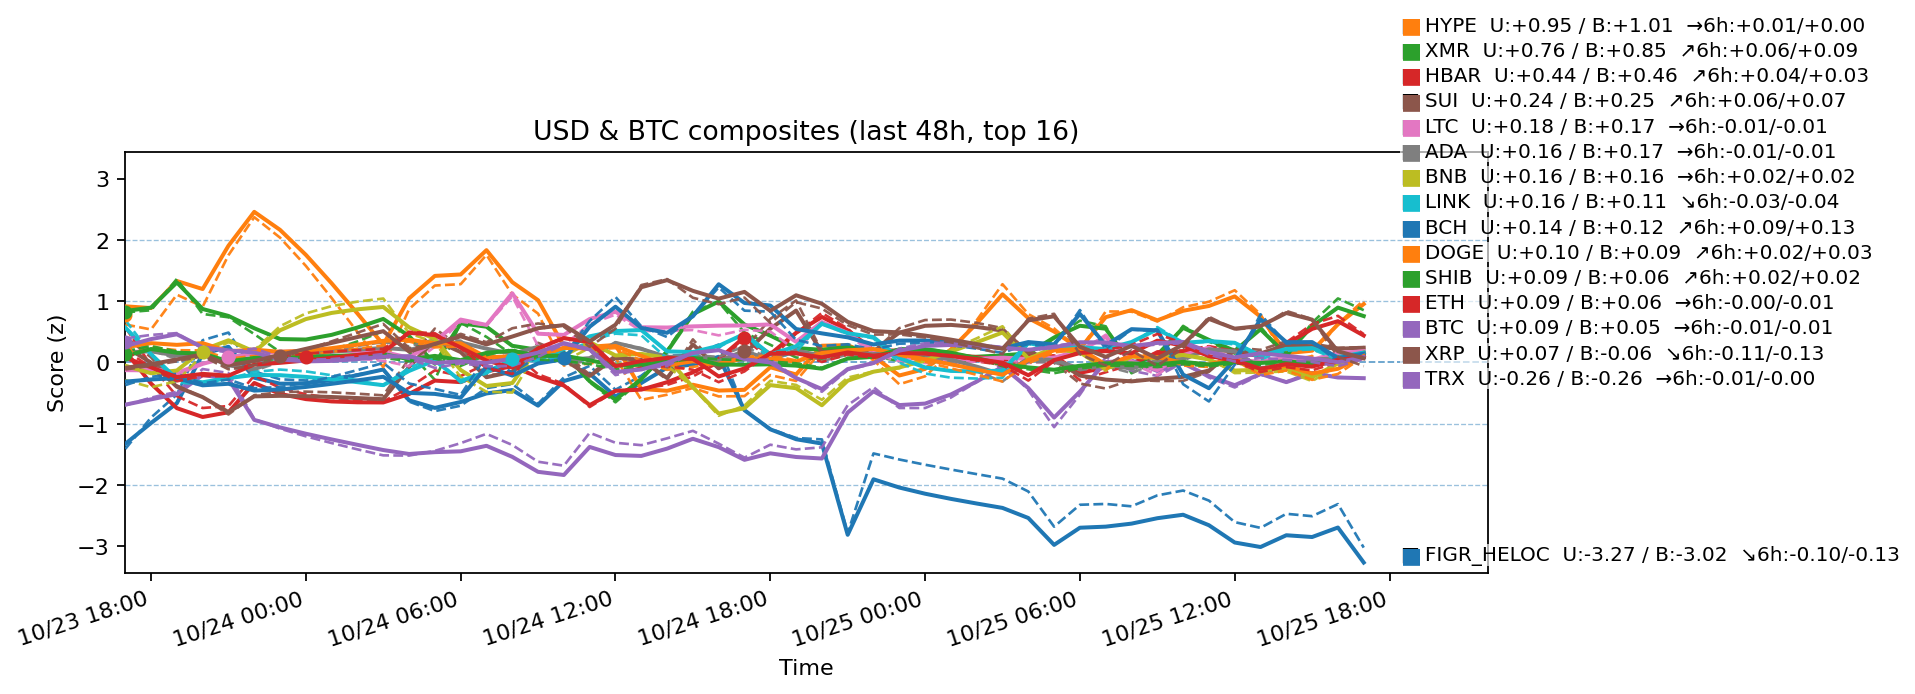 HYPE U:+0.95 / B:+1.01 →6h:+0.01/+0.00
XMR U:+0.76 / B:+0.85 ↗6h:+0.06/+0.09
HBAR U:+0.44 / B:+0.46 ↗6h:+0.04/+0.03
SUI U:+0.24 / B:+0.25 ↗6h:+0.06/+0.07
LTC U:+0.18 / B:+0.17 →6h:-0.01/-0.01
ADA U:+0.16 / B:+0.17 →6h:-0.01/-0.01
BNB U:+0.16 / B:+0.16 →6h:+0.02/+0.02
LINK U:+0.16 / B:+0.11 ↘6h:-0.03/-0.04
BCH U:+0.14 / B:+0.12 ↗6h:+0.09/+0.13
DOGE U:+0.10 / B:+0.09 ↗6h:+0.02/+0.03
SHIB U:+0.09 / B:+0.06 ↗6h:+0.02/+0.02
ETH U:+0.09 / B:+0.06 →6h:-0.00/-0.01
BTC U:+0.09 / B:+0.05 →6h:-0.01/-0.01
XRP U:+0.07 / B:-0.06 ↘6h:-0.11/-0.13
TRX U:-0.26 / B:-0.26 →6h:-0.01/-0.00
FIGR_HELOC U:-3.27 / B:-3.02 ↘6h:-0.10/-0.13
USD & BTC composites (last 48h, top 16)
Score (z)
3
2
1
0
−1
−2
−3
10/23 18:00
10/24 00:00
10/24 06:00
10/24 12:00
10/24 18:00
10/25 00:00
10/25 06:00
10/25 12:00
10/25 18:00
Time